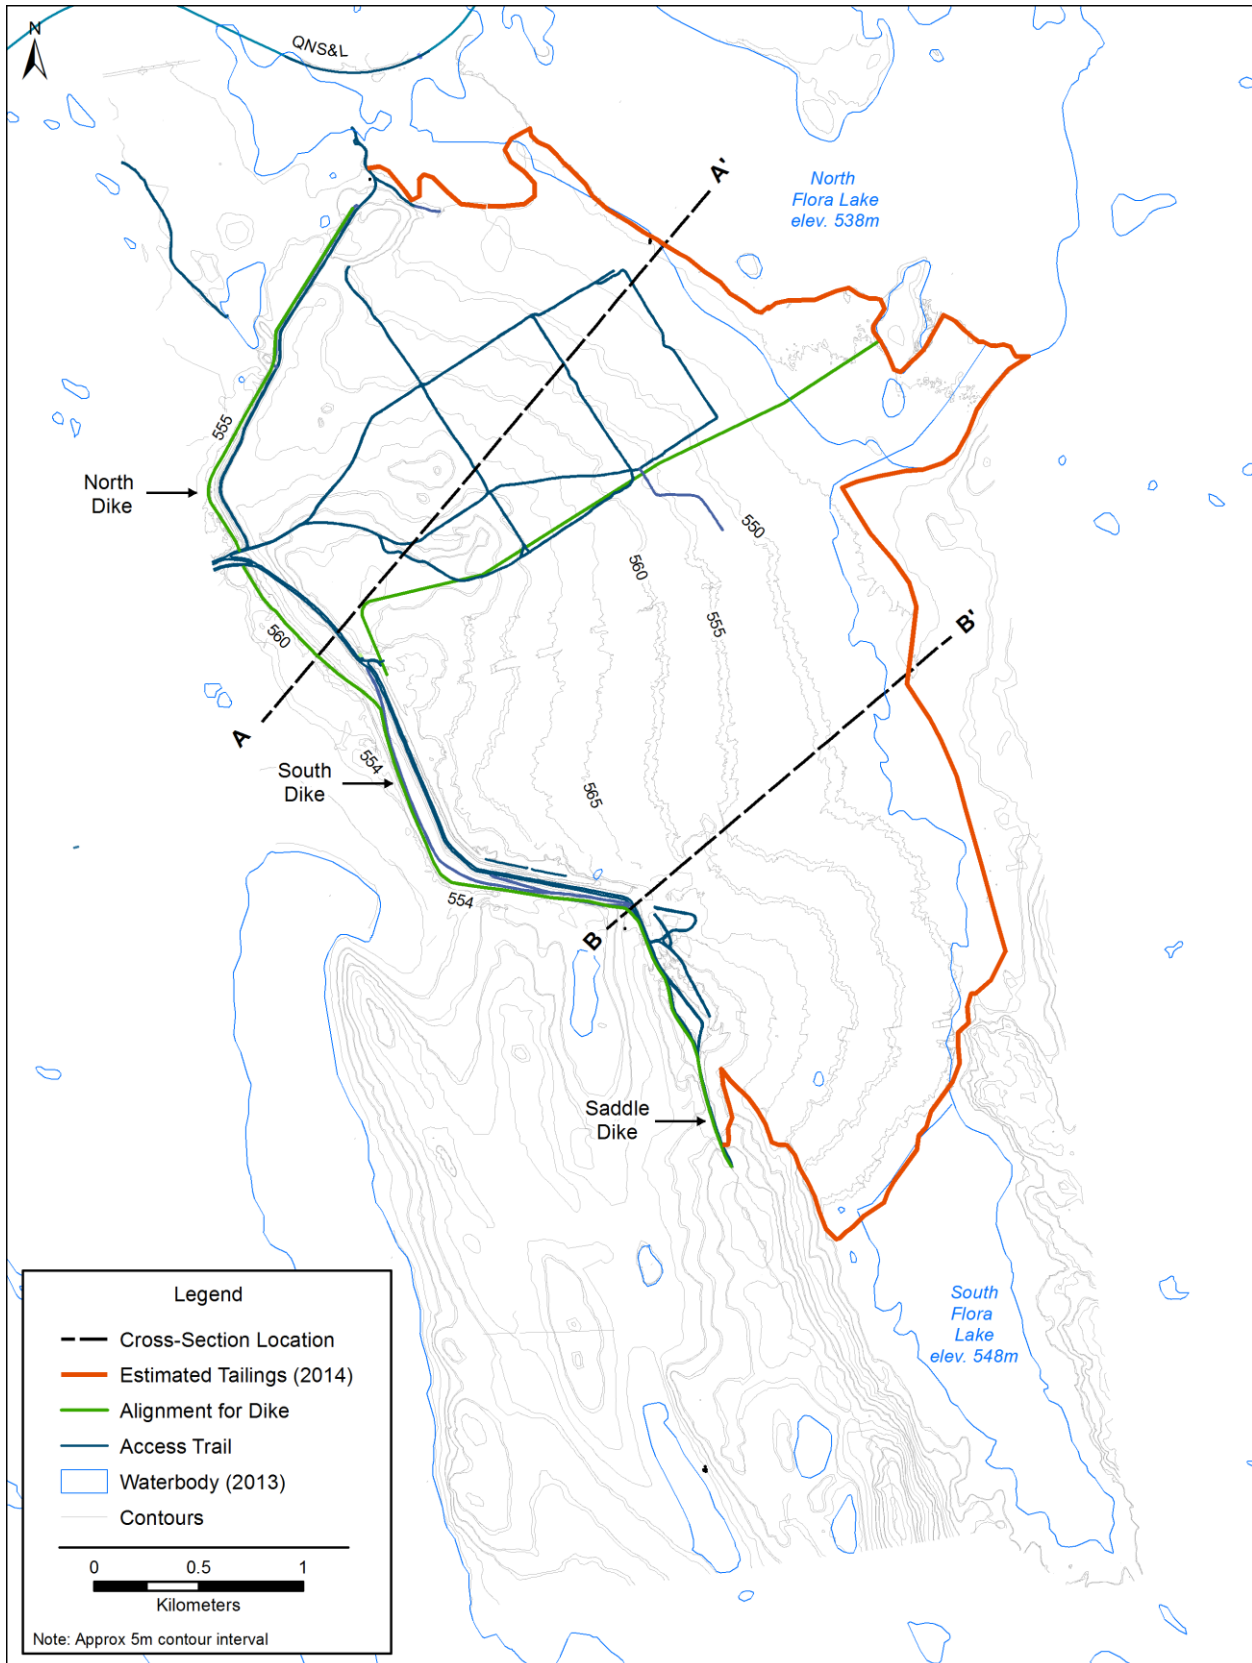 N
QNS&L
A'
North
Flora Lake
elev. 538m
555
North
Dike
550
560
555
560
B'
A
554
South
Dike
565
554
B
Saddle
Dike
South
Flora
Lake
elev. 548m
Legend
Cross-Section Location
Estimated Tailings (2014)
Alignment for Dike
Access Trail
Waterbody (2013)
Contours
0 0.5 1
Kilometers
Note: Approx 5m contour interval